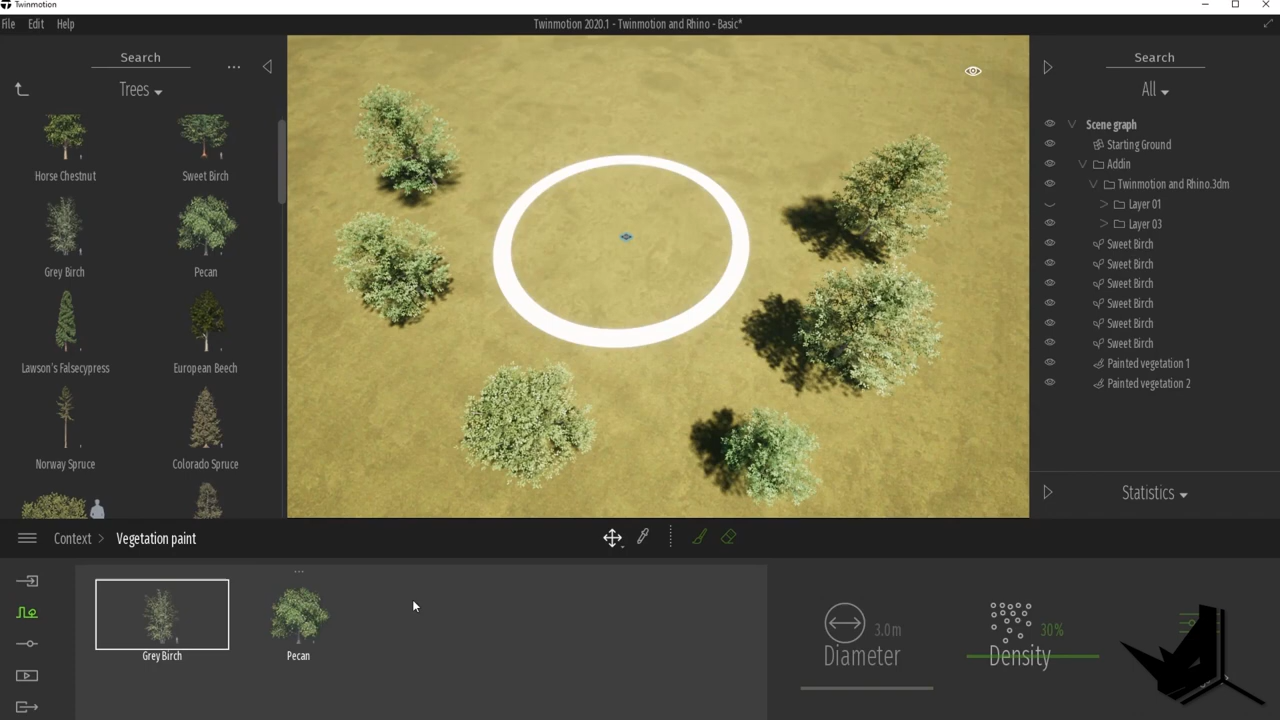 Twinmotion
File Edit Help
Twinmotion 2020.1 - Twinmotion and Rhino - Basic*
Search
...
Trees
Horse Chestnut
Sweet Birch
Grey Birch
Pecan
Lawson's Falsecypress
European Beech
Norway Spruce
Colorado Spruce
Search
All
Scene graph
Starting Ground
Addin
Twinmotion and Rhino.3dm
Layer 01
Layer 03
Sweet Birch
Sweet Birch
Sweet Birch
Sweet Birch
Sweet Birch
Sweet Birch
Painted vegetation 1
Painted vegetation 2
Statistics
Context > Vegetation paint
Grey Birch
Pecan
3.0m
Diameter
30%
Density